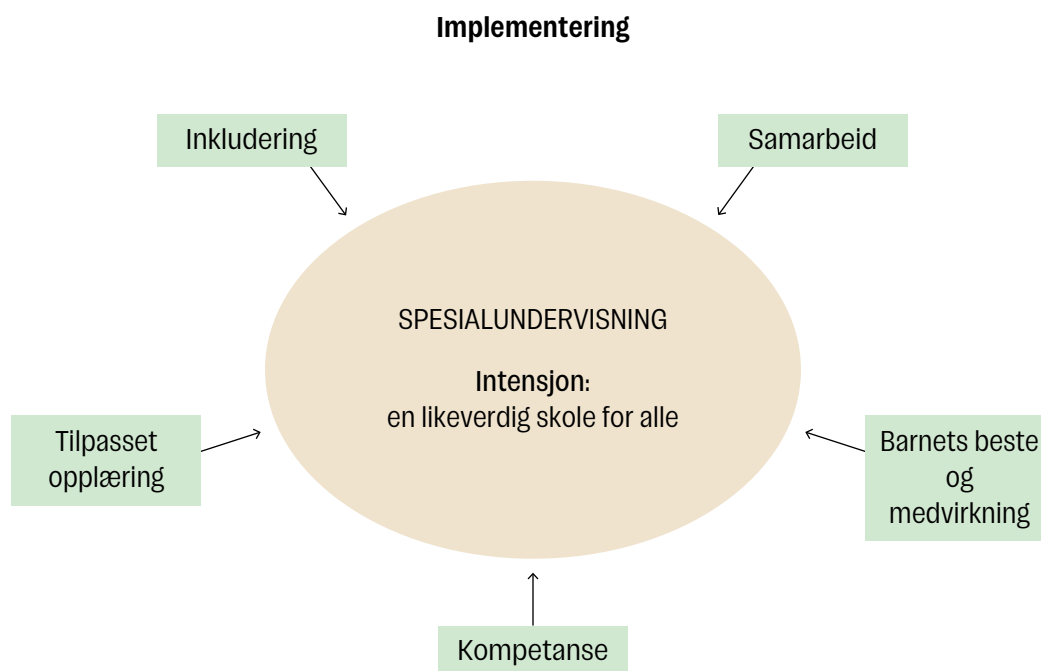 Implementering
Inkludering
Samarbeid
SPESIALUNDERVISNING
Intensjon:
en likeverdig skole for alle
Tilpasset
opplæring
Barnets beste
og
medvirkning
Kompetanse